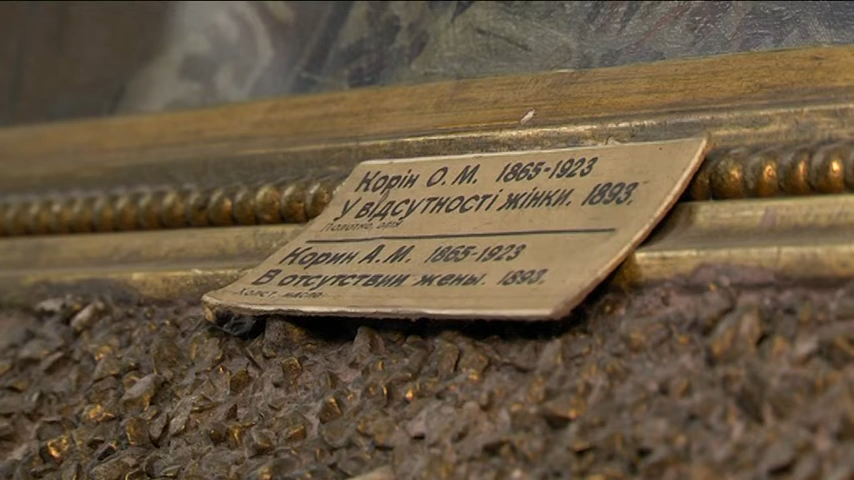 Корін О. М. 1865-1923
У відсутності жінки. 1893.
Полотно, олія
Корин А. М. 1865-1923
В отсутствии жены. 1893.
Холст, масло